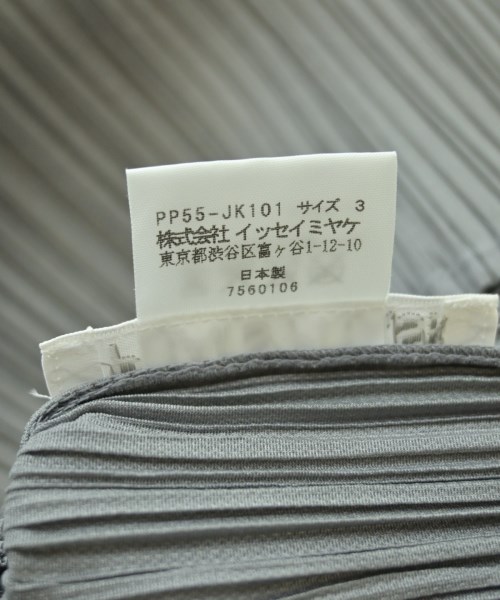 PP55-JK101 サイズ 3
株式会社 イッセイミヤケ
東京都渋谷区富ヶ谷1-12-10
日本製
7560106